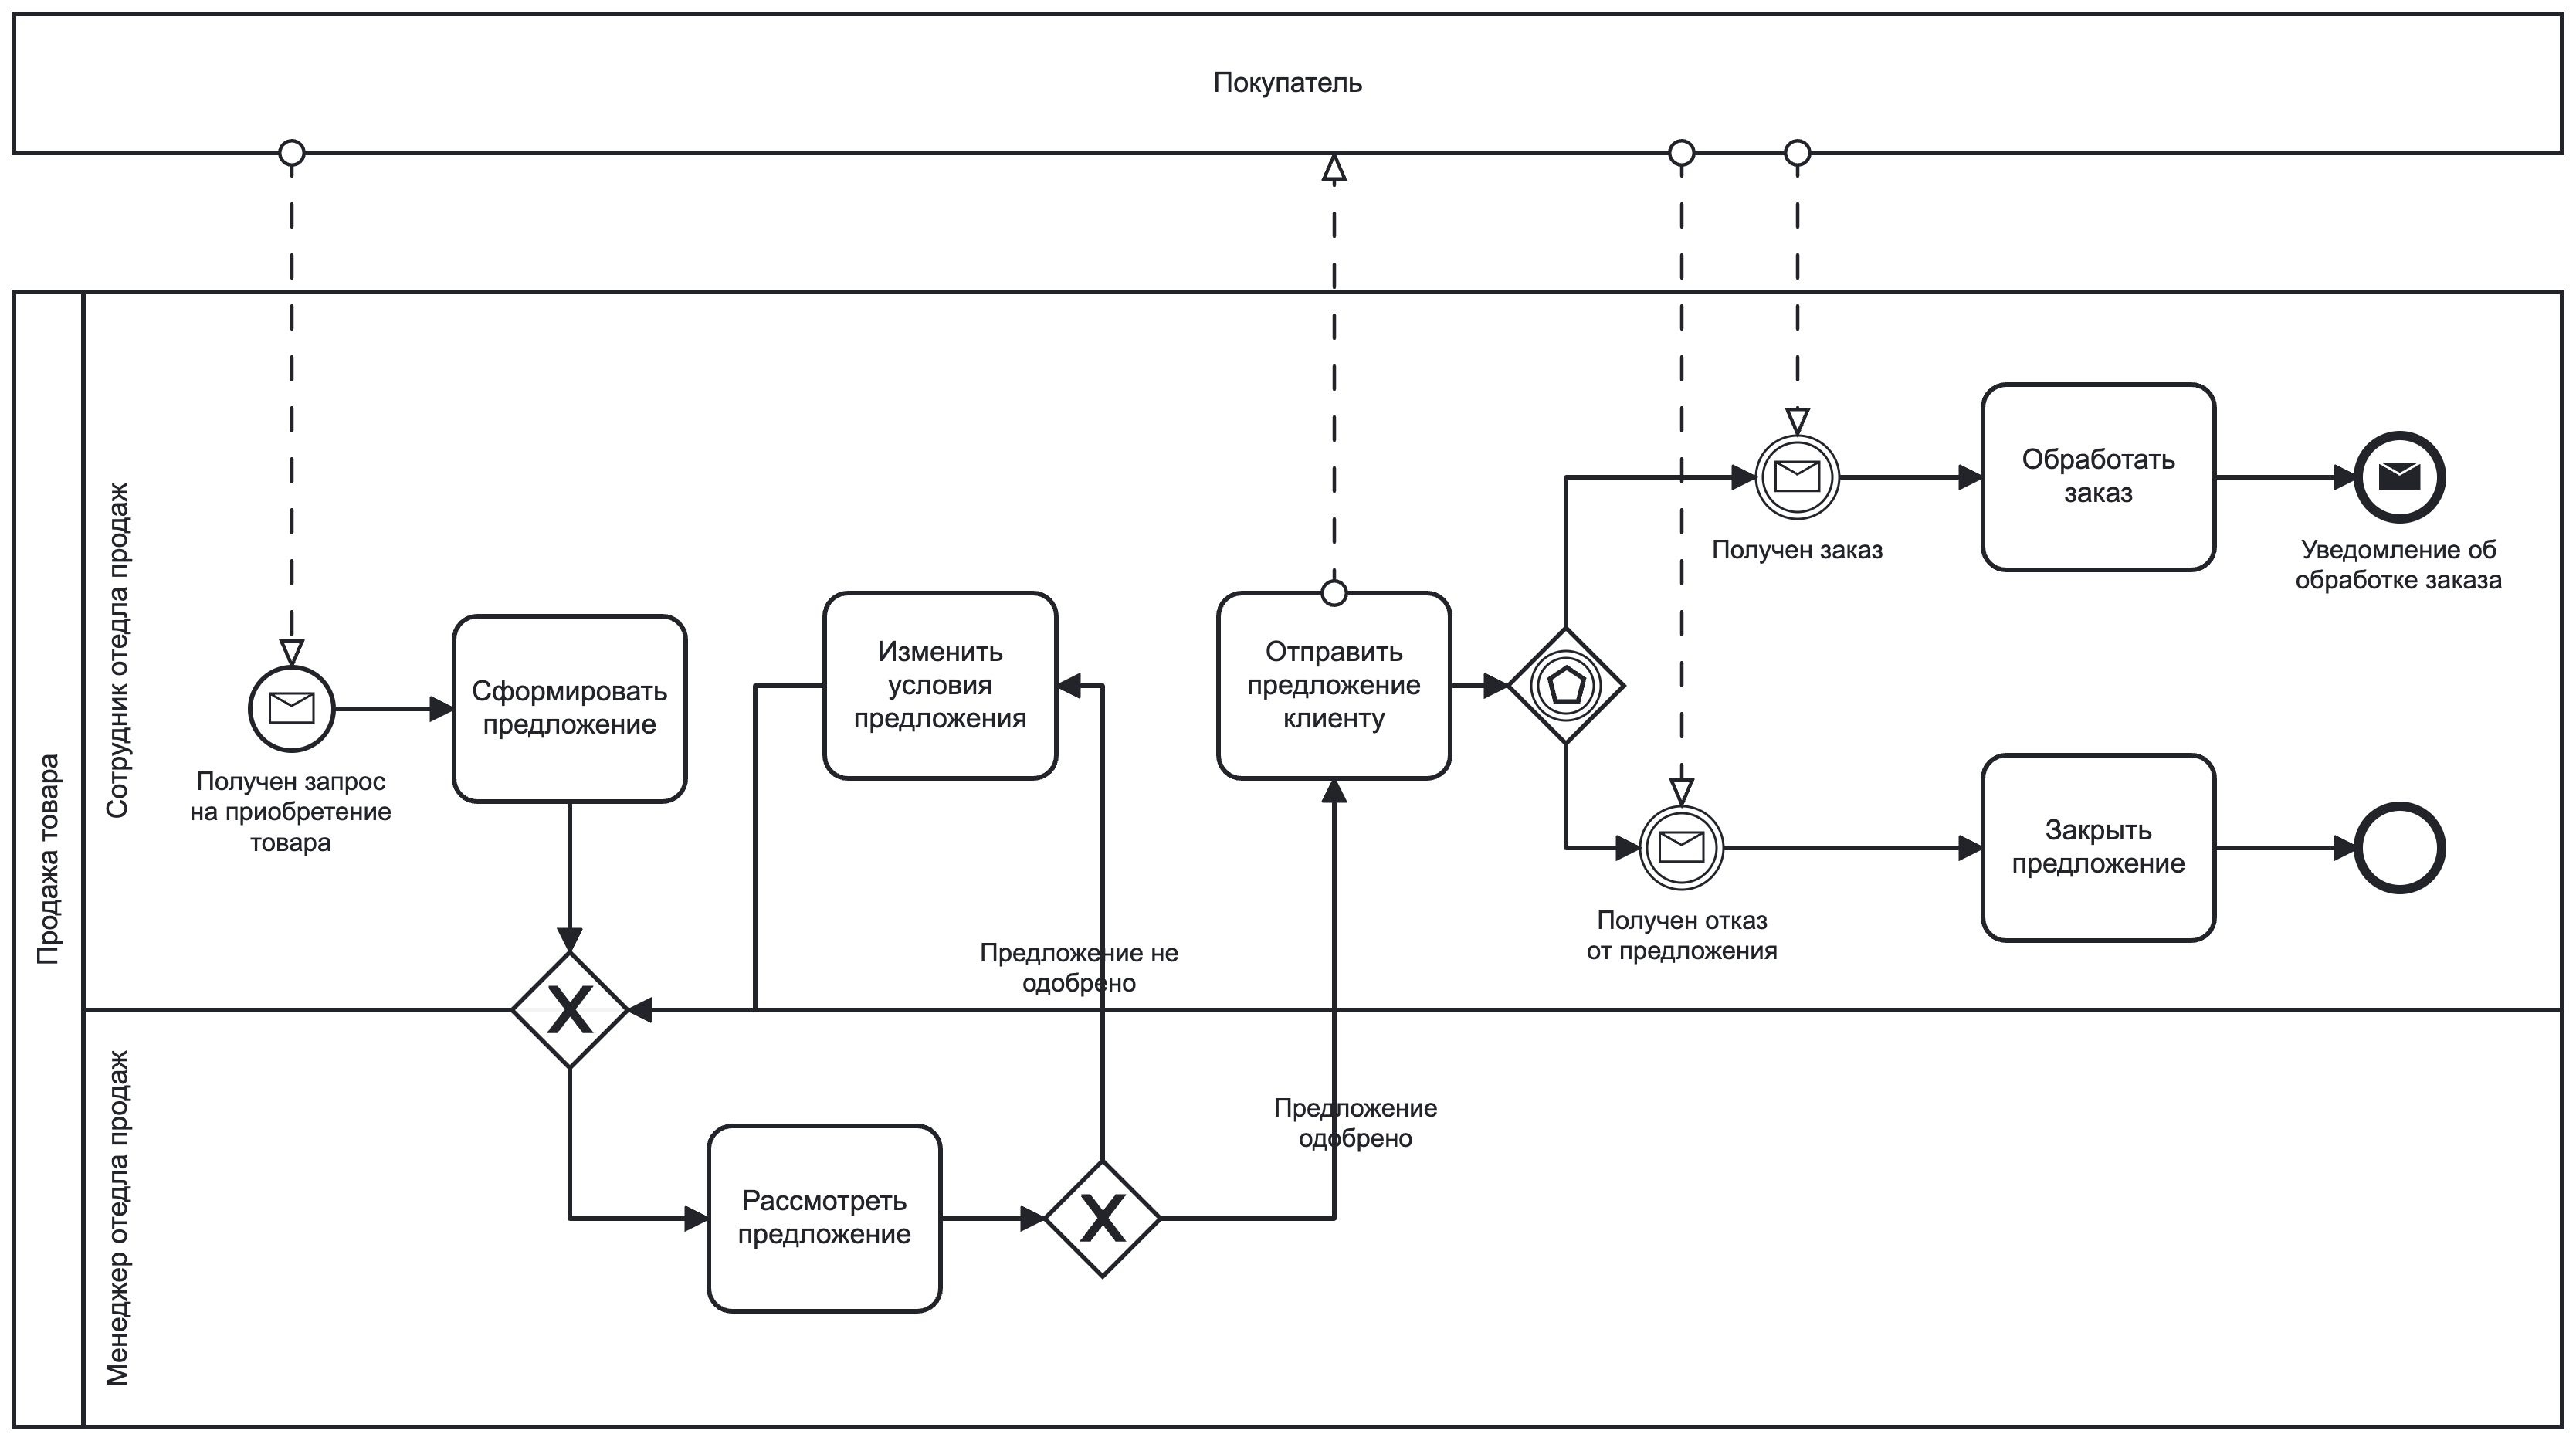 Покупатель
Продажа товара
Сотрудник отедла продаж
Получен запрос
на приобретение
товара
Сформировать
предложение
Изменить
условия
предложения
Отправить
предложение
клиенту
Получен заказ
Обработать
заказ
Уведомление об
обработке заказа
Получен отказ
от предложения
Закрыть
предложение
Предложение не
одобрено
Менеджер отедла продаж
Рассмотреть
предложение
X
X
Предложение
одобрено